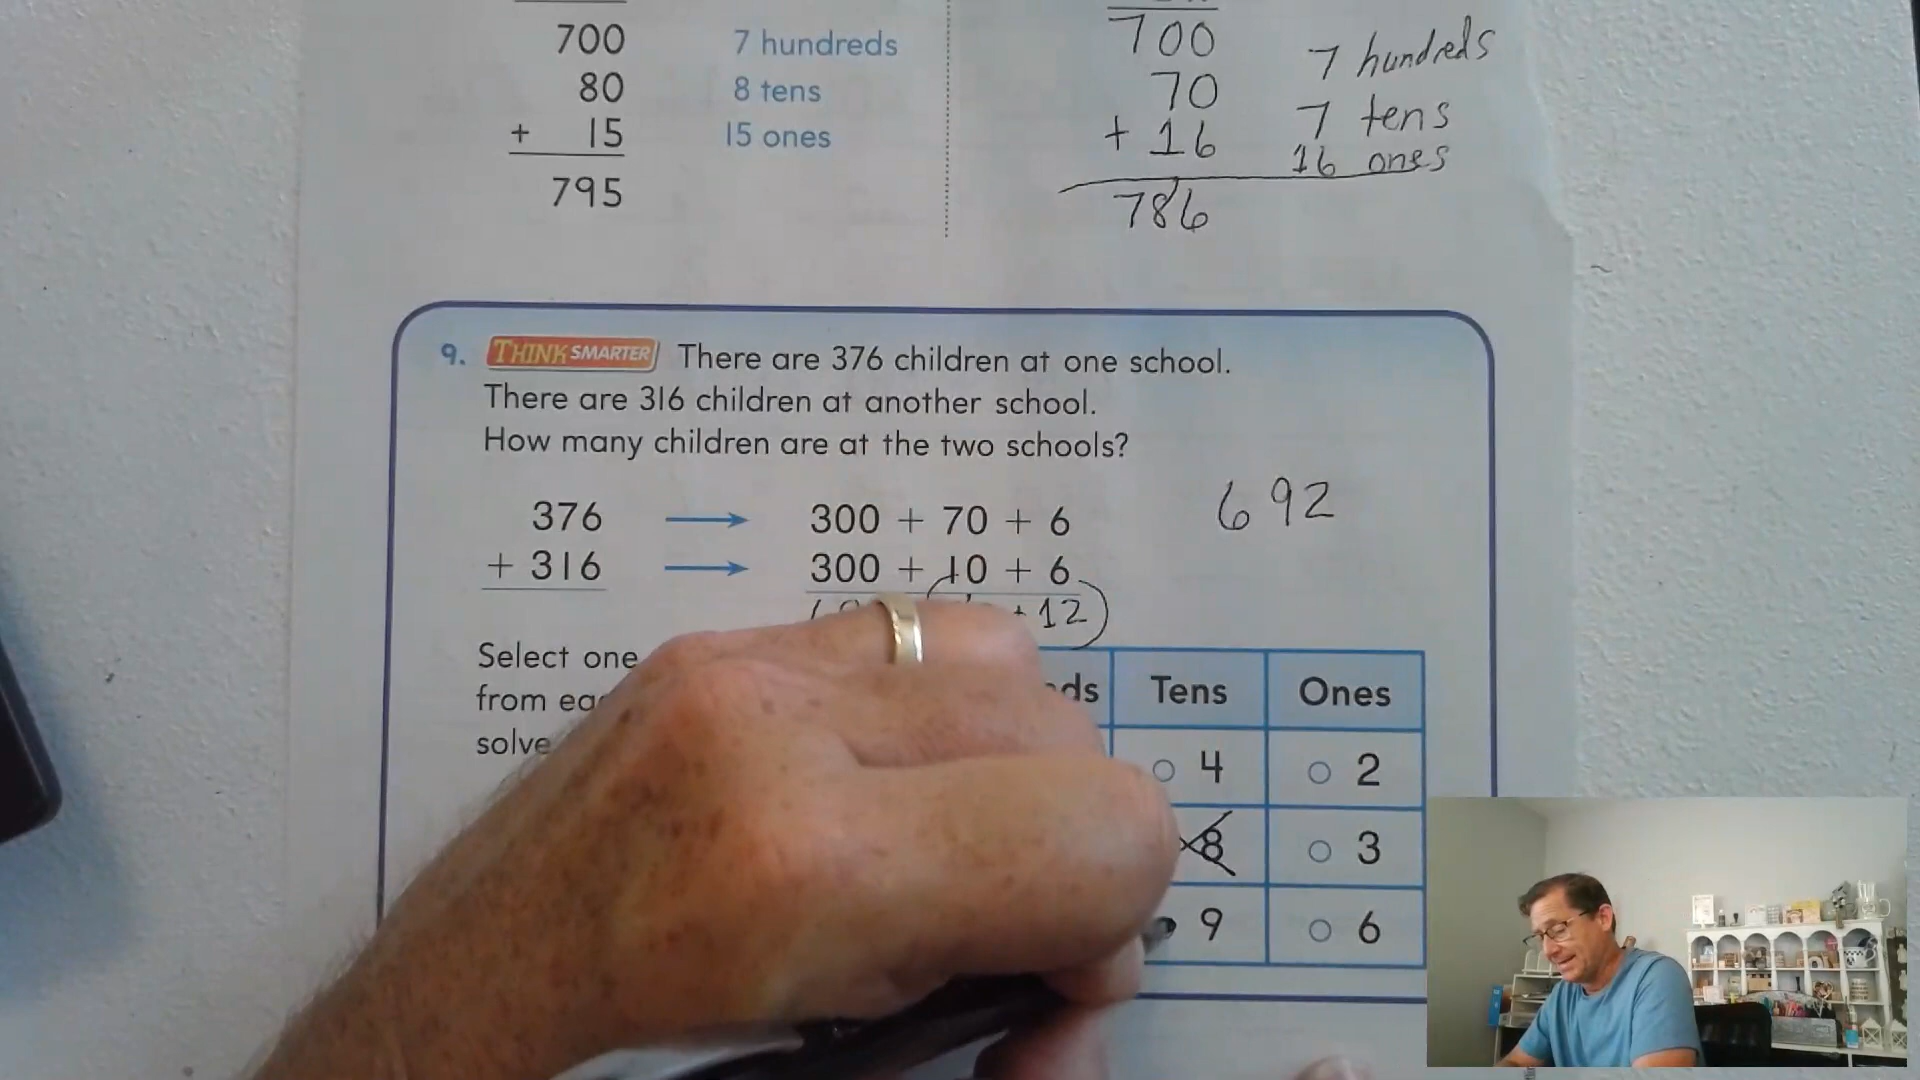 700 7 hundreds
80 8 tens
+ 15 15 ones
795
700 7 hundreds
70 7 tens
+ 16 16 ones
786
9. THINK SMARTER There are 376 children at one school.
There are 316 children at another school.
How many children are at the two schools?
376 → 300 + 70 + 6 692
+ 316 → 300 + 10 + 6
+ 12
Select one
from
solve
Tens Ones
4 2
8 3
9 6